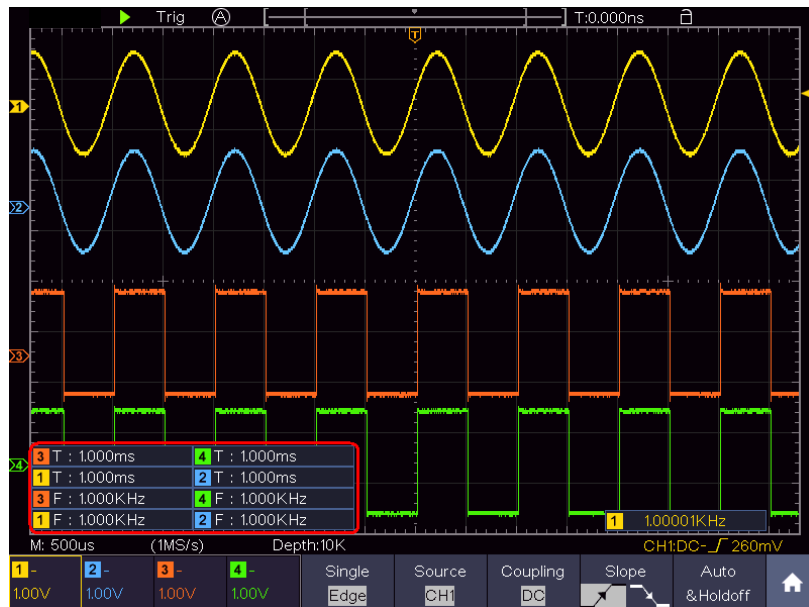 Trig A T:0.000ns
T
1
2
3
4
3 T : 1.000ms 4 T : 1.000ms
1 T : 1.000ms 2 T : 1.000ms
3 F : 1.000KHz 4 F : 1.000KHz
1 F : 1.000KHz 2 F : 1.000KHz
1 1.00001KHz
M: 500us (1MS/s) Depth:10K CH1:DC- 260mV
1 - 2 - 3 - 4 - Single Source Coupling Slope Auto
1.00V 1.00V 1.00V 1.00V Edge CH1 DC &Holdoff